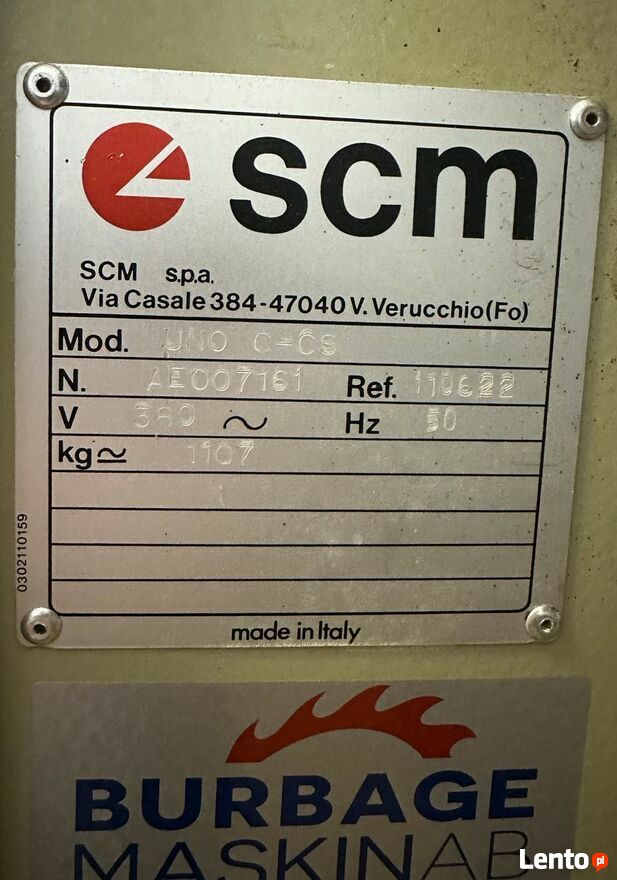 scm
SCM s.p.a.
Via Casale 384-47040 V. Verucchio (Fo)
Mod. UNO C-CS
N. AE007161 Ref. 110622
V 380 ~ Hz 50
kg≃ 1107
0302110159
made in Italy
BURBAGE
MASKINAB
Lento.pl